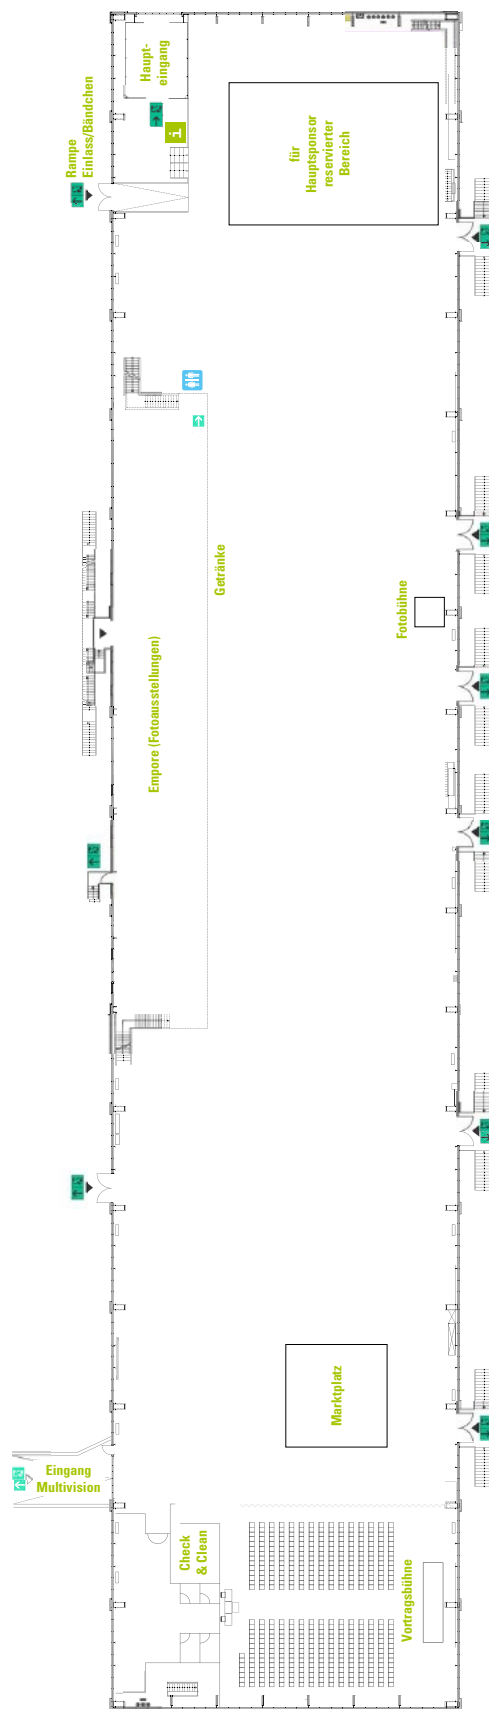 Haupt-
eingang
Rampe
Einlass/Bändchen
i
für
Hauptsponsor
reservierter
Bereich
Getränke
Fotobühne
Empore (Fotoausstellungen)
Marktplatz
Eingang
Multivision
Check
& Clean
Vortragsbühne